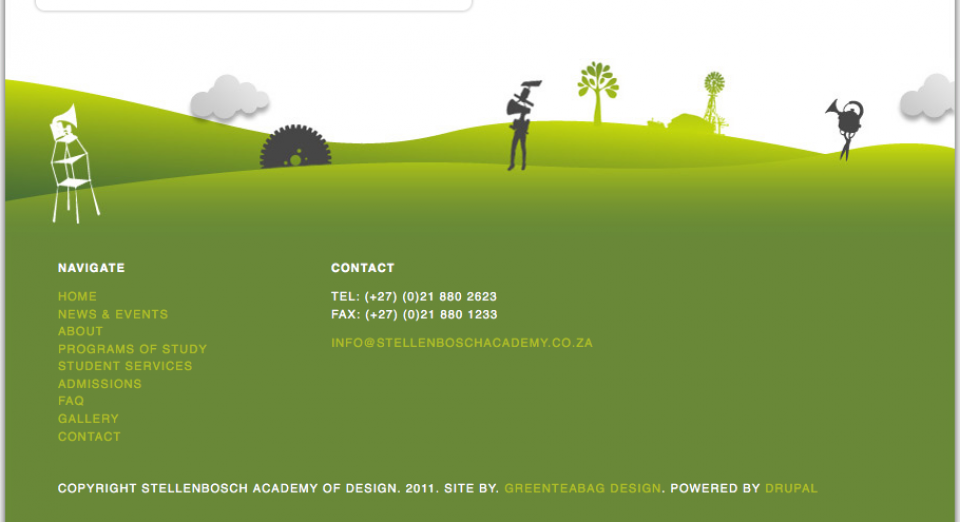 NAVIGATE
HOME
NEWS & EVENTS
ABOUT
PROGRAMS OF STUDY
STUDENT SERVICES
ADMISSIONS
FAQ
GALLERY
CONTACT
CONTACT
TEL: (+27) (0)21 880 2623
FAX: (+27) (0)21 880 1233
INFO@STELLENBOSCHACADEMY.CO.ZA
COPYRIGHT STELLENBOSCH ACADEMY OF DESIGN. 2011. SITE BY. GREENTEABAG DESIGN. POWERED BY DRUPAL